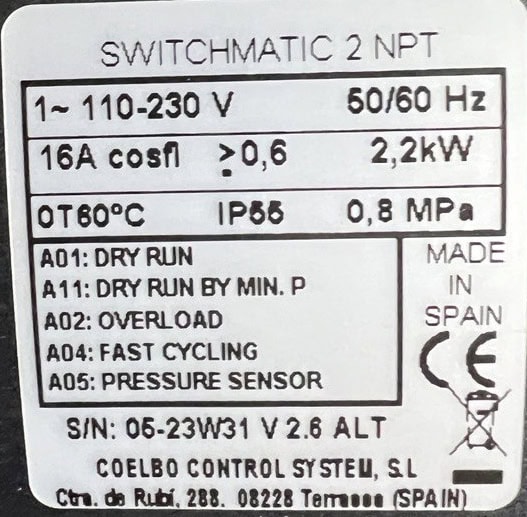 SWITCHMATIC 2 NPT
1~ 110-230 V 50/60 Hz
16A cosfi ≥0,6 2,2kW
0T60ºC IP55 0,8 MPa
A01: DRY RUN
A11: DRY RUN BY MIN. P
A02: OVERLOAD
A04: FAST CYCLING
A05: PRESSURE SENSOR
MADE
IN
SPAIN
CE
S/N: 05-23W31 V 2.6 ALT
COELBO CONTROL SYSTEM, S.L
Ctra. de Rubí, 288. 08228 Terrassa (SPAIN)